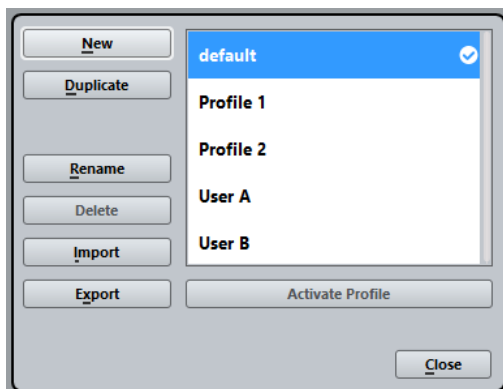 New
Duplicate
Rename
Delete
Import
Export
default
Profile 1
Profile 2
User A
User B
Activate Profile
Close